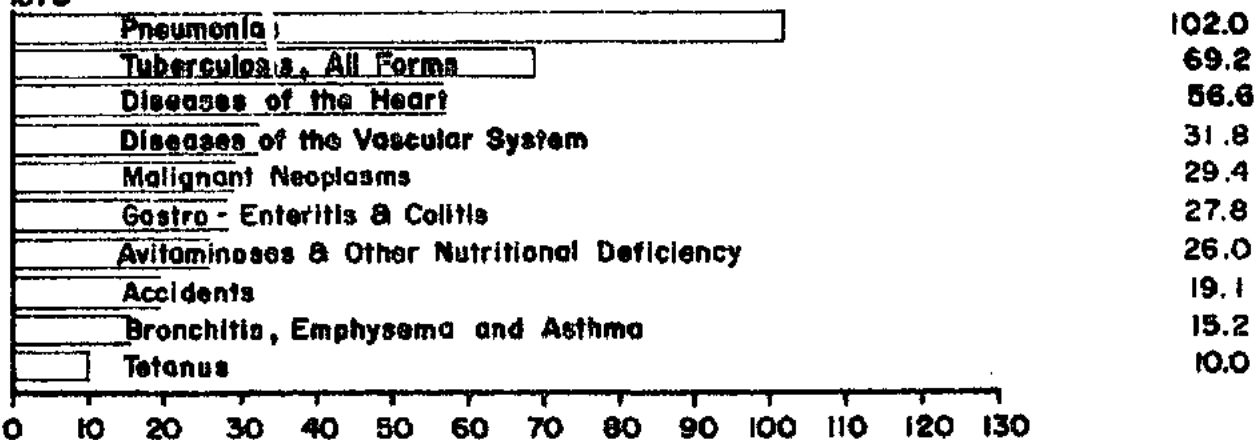 Pneumonia 102.0
Tuberculosis, All Forms 69.2
Diseases of the Heart 56.6
Diseases of the Vascular System 31.8
Malignant Neoplasms 29.4
Gastro - Enteritis & Colitis 27.8
Avitaminoses & Other Nutritional Deficiency 26.0
Accidents 19.1
Bronchitis, Emphysema and Asthma 15.2
Tetanus 10.0
0 10 20 30 40 50 60 70 80 90 100 110 120 130